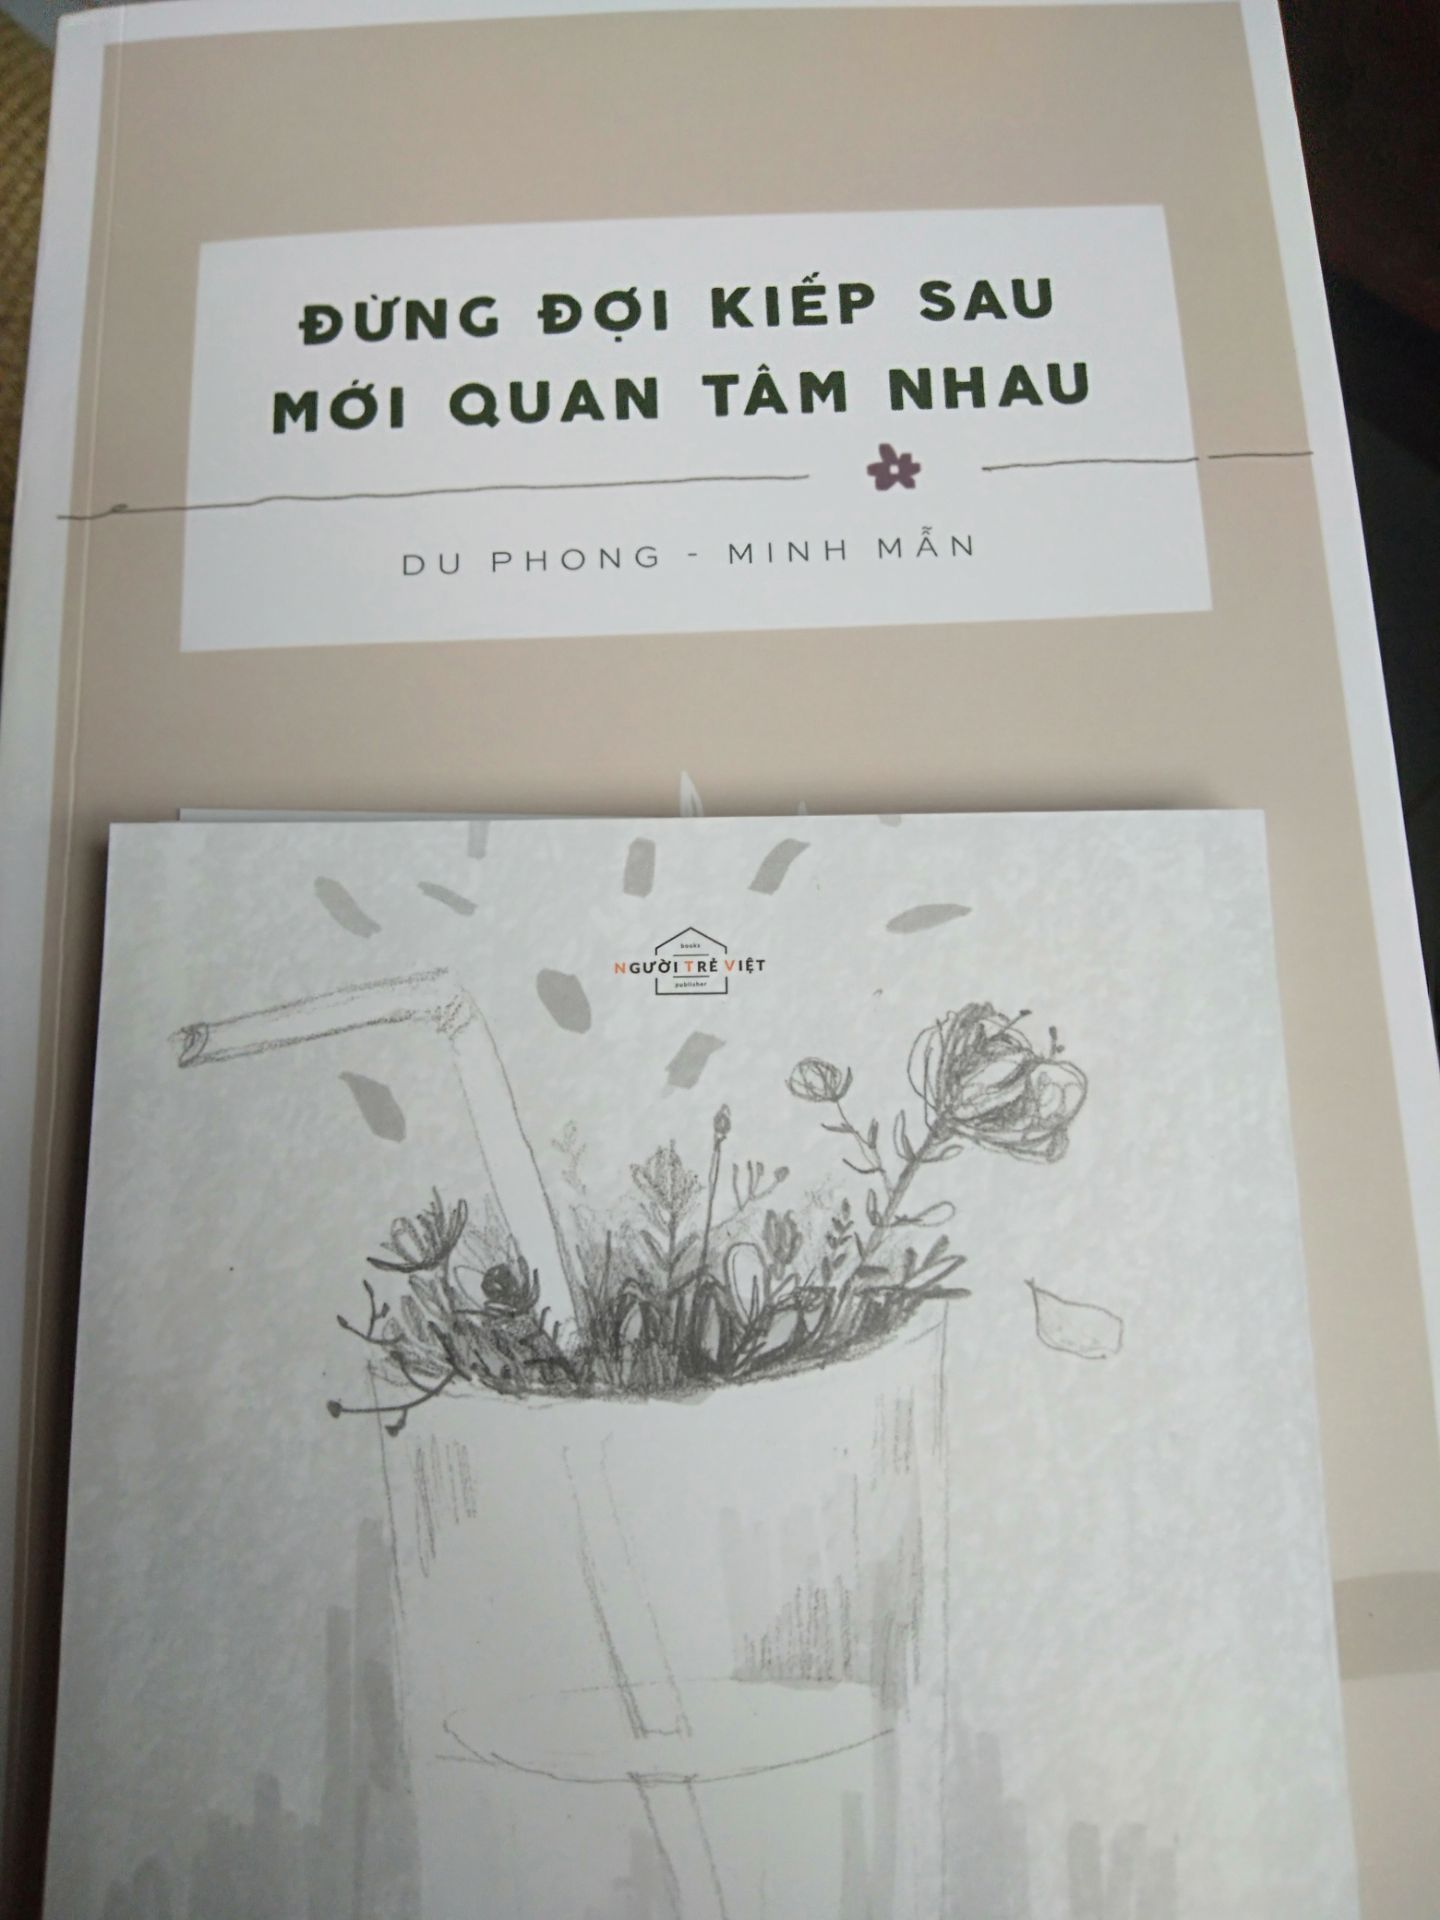 ĐỪNG ĐỢI KIẾP SAU
MỚI QUAN TÂM NHAU
DU PHONG - MINH MẪN
books
NGƯỜI TRẺ VIỆT
publisher